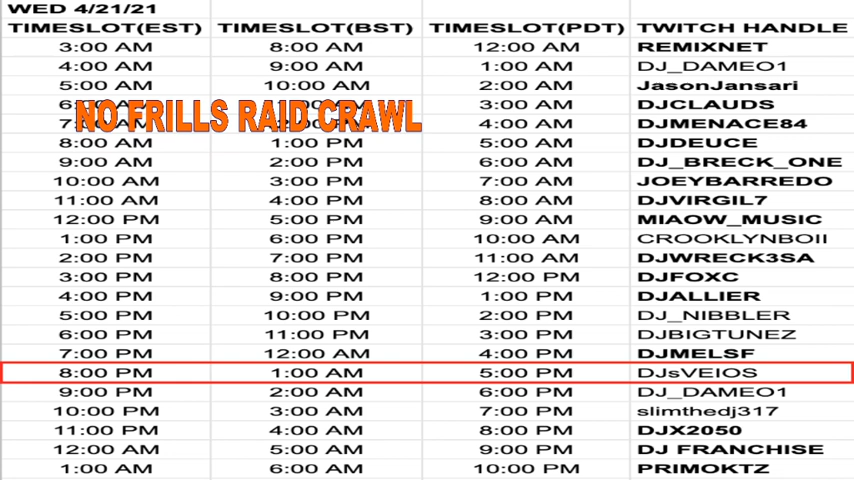 WED 4/21/21
TIMESLOT(EST) TIMESLOT(BST) TIMESLOT(PDT) TWITCH HANDLE
3:00 AM 8:00 AM 12:00 AM REMIXNET
4:00 AM 9:00 AM 1:00 AM DJ_DAMEO1
5:00 AM 10:00 AM 2:00 AM JasonJansari
3:00 AM DJCLAUDS
NO FRILLS RAID CRAWL
4:00 AM DJMENACE84
8:00 AM 1:00 PM 5:00 AM DJDEUCE
9:00 AM 2:00 PM 6:00 AM DJ_BRECK_ONE
10:00 AM 3:00 PM 7:00 AM JOEYBARREDO
11:00 AM 4:00 PM 8:00 AM DJVIRGIL7
12:00 PM 5:00 PM 9:00 AM MIAOW_MUSIC
1:00 PM 6:00 PM 10:00 AM CROOKLYNBOII
2:00 PM 7:00 PM 11:00 AM DJWRECK3SA
3:00 PM 8:00 PM 12:00 PM DJFOXC
4:00 PM 9:00 PM 1:00 PM DJALLIER
5:00 PM 10:00 PM 2:00 PM DJ_NIBBLER
6:00 PM 11:00 PM 3:00 PM DJBIGTUNEZ
7:00 PM 12:00 AM 4:00 PM DJMELSF
8:00 PM 1:00 AM 5:00 PM DJsVEIOS
9:00 PM 2:00 AM 6:00 PM DJ_DAMEO1
10:00 PM 3:00 AM 7:00 PM slimthedj317
11:00 PM 4:00 AM 8:00 PM DJX2050
12:00 AM 5:00 AM 9:00 PM DJ FRANCHISE
1:00 AM 6:00 AM 10:00 PM PRIMOKTZ